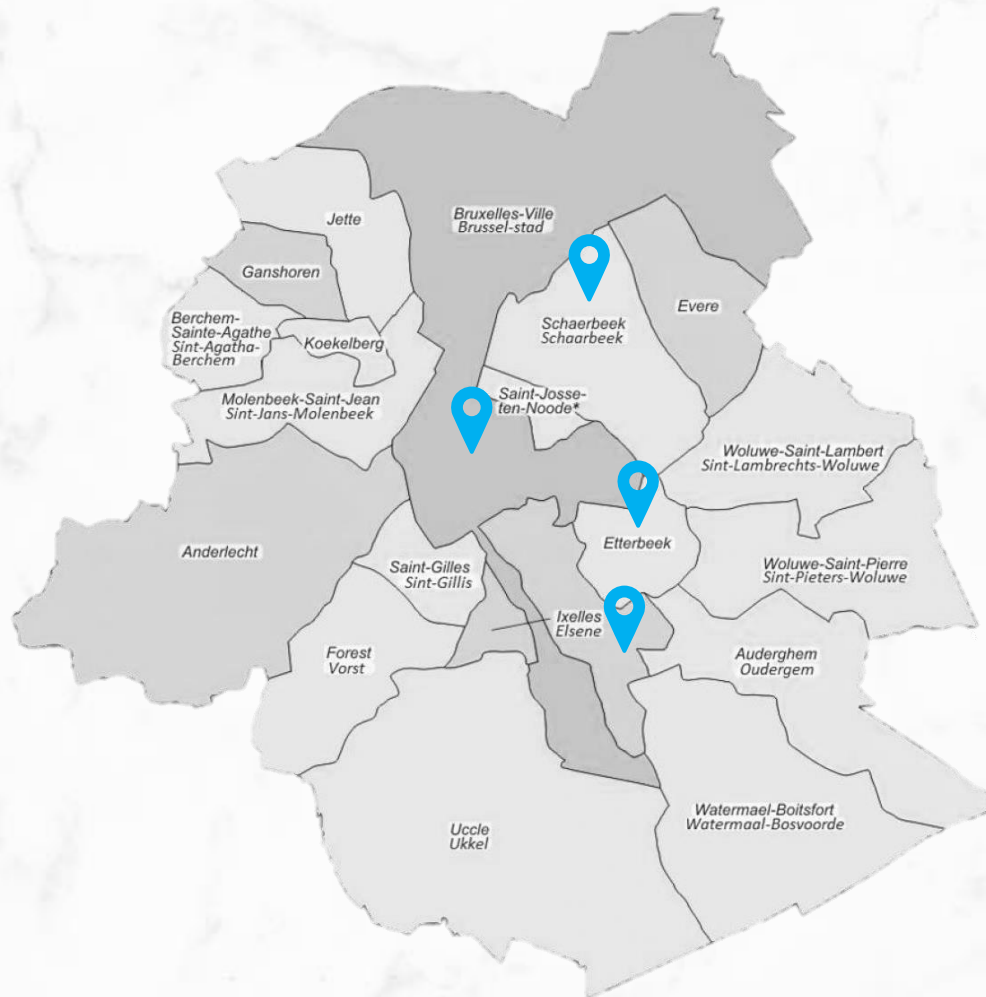 Jette
Bruxelles-Ville
Brussel-stad
Ganshoren
Evere
Berchem-
Sainte-Agathe
Sint-Agatha-
Berchem
Koekelberg
Schaerbeek
Schaarbeek
Molenbeek-Saint-Jean
Sint-Jans-Molenbeek
Saint-Josse-
ten-Noode*
Woluwe-Saint-Lambert
Sint-Lambrechts-Woluwe
Anderlecht
Etterbeek
Saint-Gilles
Sint-Gillis
Woluwe-Saint-Pierre
Sint-Pieters-Woluwe
Ixelles
Elsene
Forest
Vorst
Auderghem
Oudergem
Uccle
Ukkel
Watermael-Boitsfort
Watermaal-Bosvoorde